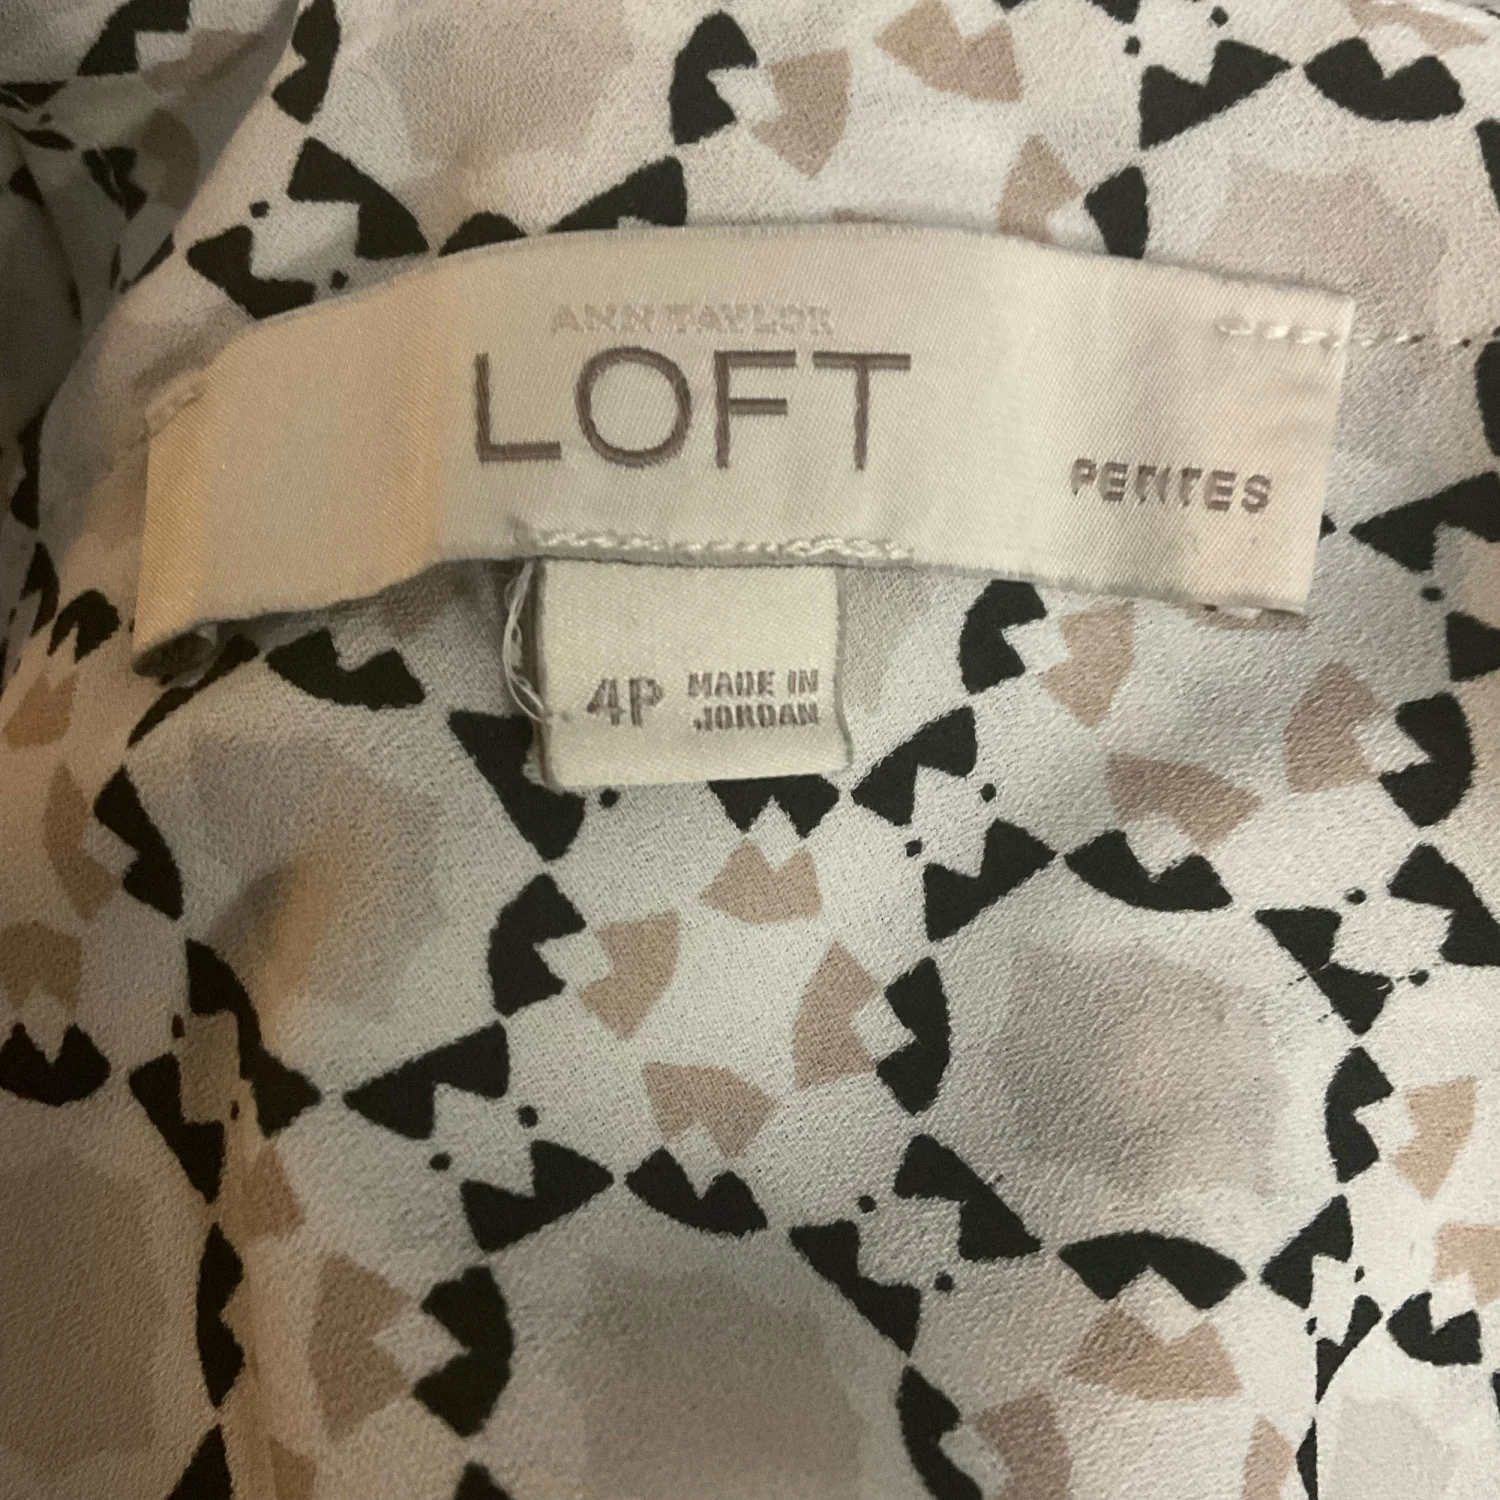 ANN TAYLOR
LOFT
PETITES
4P MADE IN
JORDAN